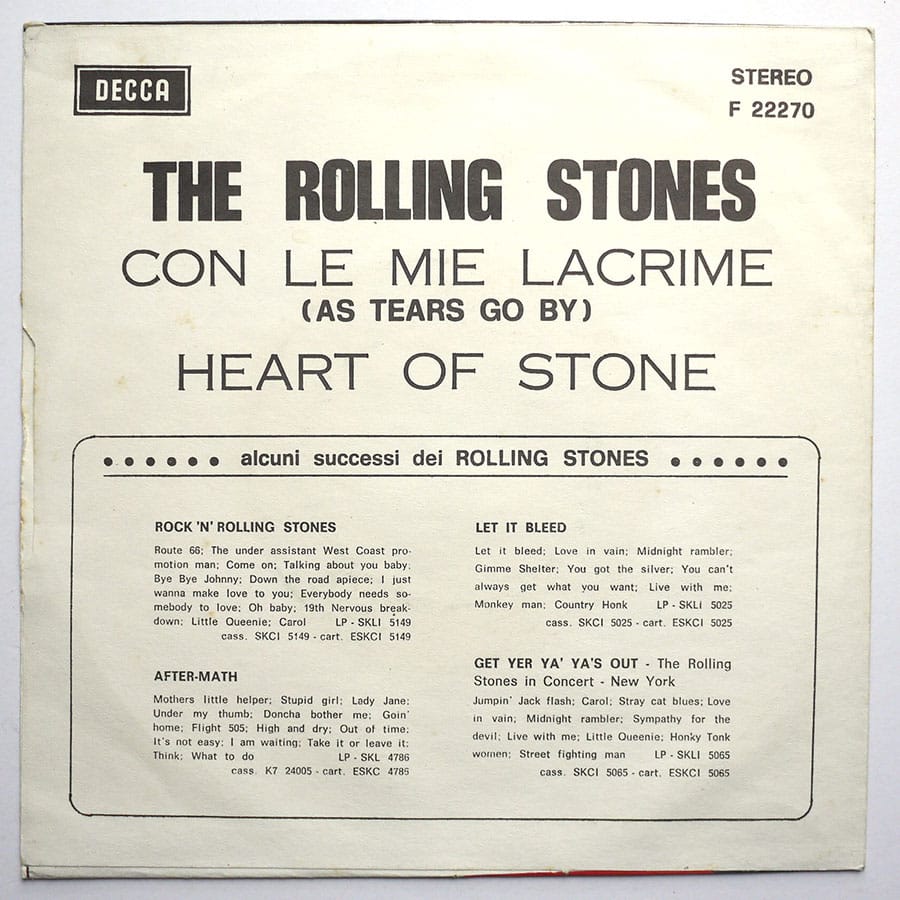 DECCA
STEREO
F 22270
THE ROLLING STONES
CON LE MIE LACRIME
(AS TEARS GO BY)
HEART OF STONE
alcuni successi dei ROLLING STONES
ROCK 'N' ROLLING STONES
Route 66; The under assistant West Coast pro-
motion man; Come on; Talking about you baby;
Bye Bye Johnny; Down the road apiece; I just
wanna make love to you; Everybody needs so-
mebody to love; Oh baby; 19th Nervous break-
down; Little Queenie; Carol LP - SKLI 5149
cass. SKCI 5149 - cart. ESKCI 5149
AFTER-MATH
Mothers little helper; Stupid girl; Lady Jane;
Under my thumb; Doncha bother me; Goin'
home; Flight 505; High and dry; Out of time;
It's not easy; I am waiting; Take it or leave it;
Think; What to do LP - SKL 4786
cass. K7 24005 - cart. ESKC 4786
LET IT BLEED
Let it bleed; Love in vain; Midnight rambler;
Gimme Shelter; You got the silver; You can't
always get what you want; Live with me;
Monkey man; Country Honk LP - SKLI 5025
cass. SKCI 5025 - cart. ESKCI 5025
GET YER YA' YA'S OUT - The Rolling
Stones in Concert - New York
Jumpin' Jack flash; Carol; Stray cat blues; Love
in vain; Midnight rambler; Sympathy for the
devil; Live with me; Little Queenie; Honky Tonk
women; Street fighting man LP - SKLI 5065
cass. SKCI 5065 - cart. ESKCI 5065